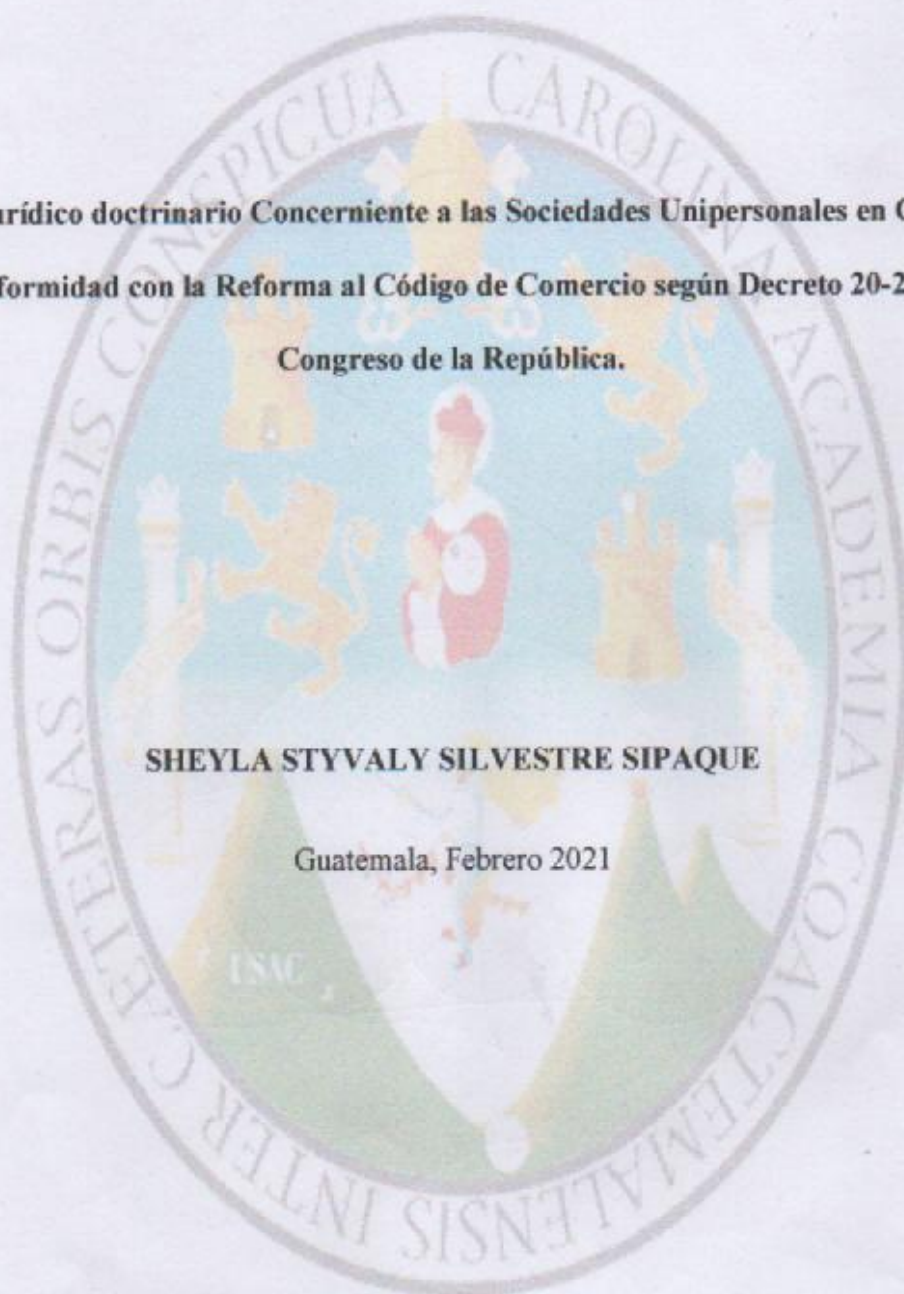 urídico doctrinario Concerniente a las Sociedades Unipersonales en G
formidad con la Reforma al Código de Comercio según Decreto 20-2
Congreso de la República.
SHEYLA STYVALY SILVESTRE SIPAQUE
Guatemala, Febrero 2021
CAROLINA ACADEMIA COACTEMALENSIS INTER CÆTERAS ORBIS CONSPICUA
USAC